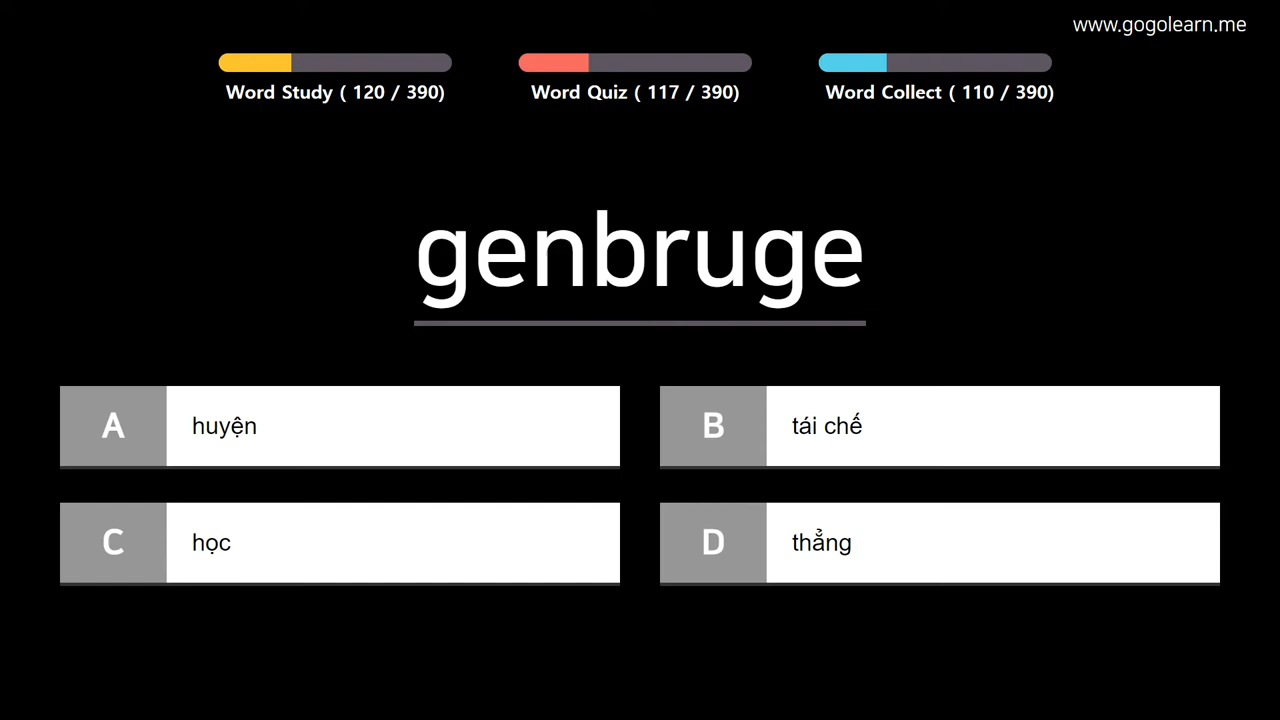 www.gogolearn.me
Word Study ( 120 / 390)
Word Quiz ( 117 / 390)
Word Collect ( 110 / 390)
genbruge
A huyện
B tái chế
C học
D thẳng